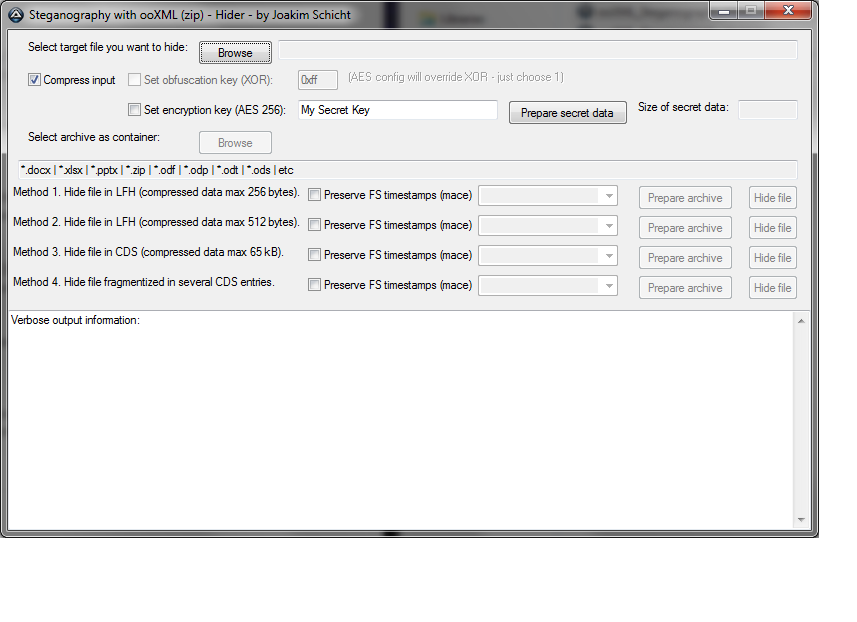 Steganography with ooXML (zip) - Hider - by Joakim Schicht
Select target file you want to hide: Browse
Compress input Set obfuscation key (XOR): 0xff (AES config will override XOR - just choose 1)
Set encryption key (AES 256): My Secret Key Prepare secret data Size of secret data:
Select archive as container: Browse
*.docx | *.xlsx | *.pptx | *.zip | *.odf | *.odp | *.odt | *.ods | etc
Method 1. Hide file in LFH (compressed data max 256 bytes). Preserve FS timestamps (mace) Prepare archive Hide file
Method 2. Hide file in LFH (compressed data max 512 bytes). Preserve FS timestamps (mace) Prepare archive Hide file
Method 3. Hide file in CDS (compressed data max 65 kB). Preserve FS timestamps (mace) Prepare archive Hide file
Method 4. Hide file fragmentized in several CDS entries. Preserve FS timestamps (mace) Prepare archive Hide file
Verbose output information: